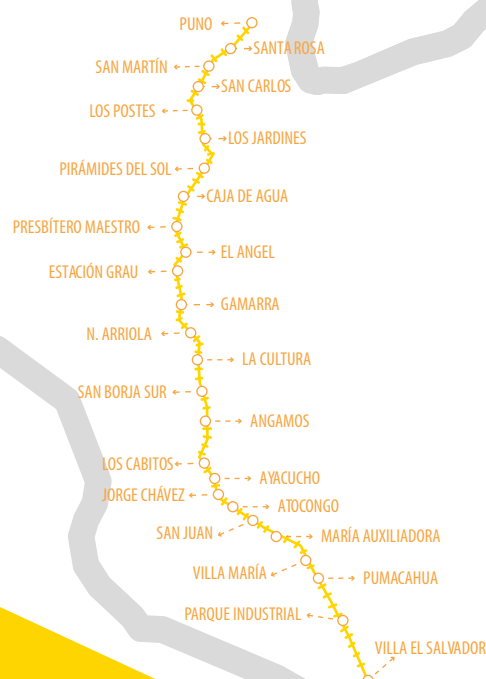 PUNO
SANTA ROSA
SAN MARTÍN
SAN CARLOS
LOS POSTES
LOS JARDINES
PIRÁMIDES DEL SOL
CAJA DE AGUA
PRESBÍTERO MAESTRO
EL ANGEL
ESTACIÓN GRAU
GAMARRA
N. ARRIOLA
LA CULTURA
SAN BORJA SUR
ANGAMOS
LOS CABITOS
AYACUCHO
JORGE CHÁVEZ
ATOCONGO
SAN JUAN
MARÍA AUXILIADORA
VILLA MARÍA
PUMACAHUA
PARQUE INDUSTRIAL
VILLA EL SALVADOR